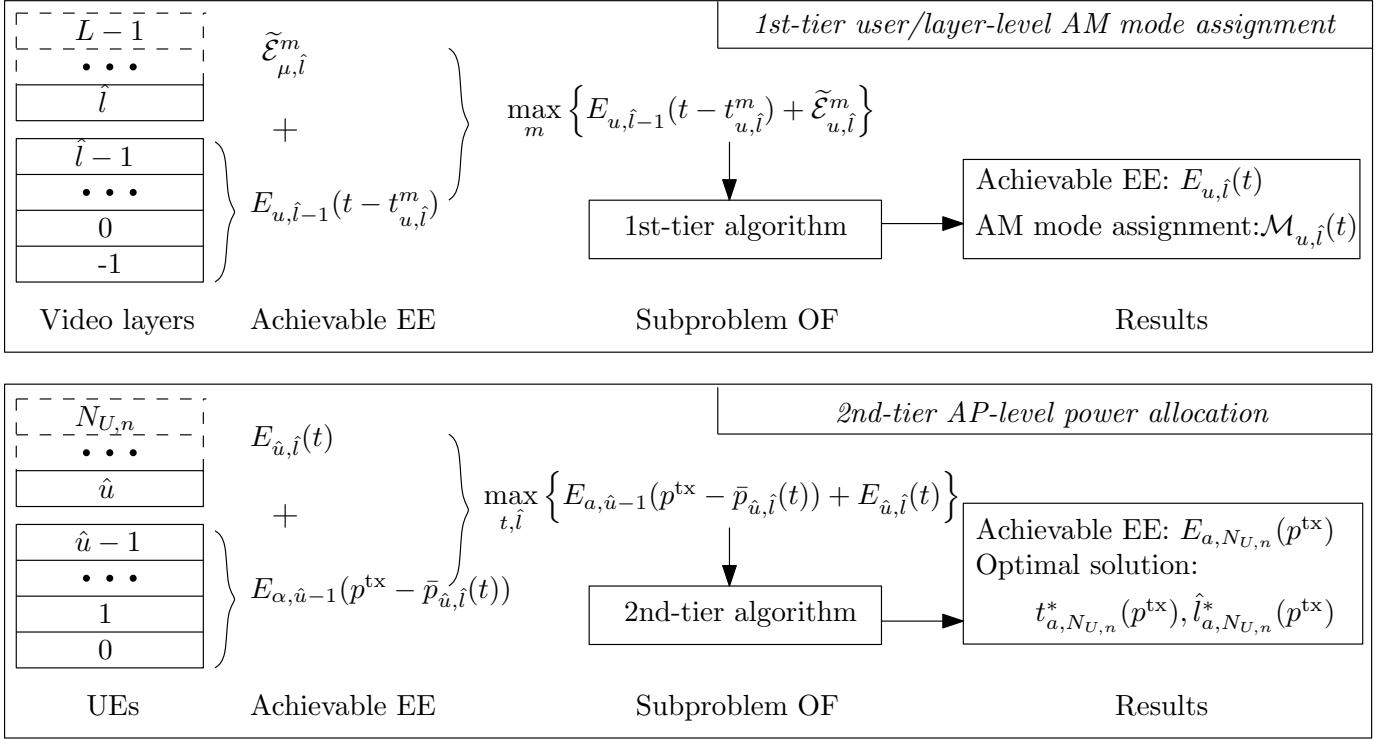 1st-tier user/layer-level AM mode assignment
L − 1
• • •
l̂
l̂ − 1
• • •
0
-1
Video layers
Ẽ^m_{μ,l̂}
+
E_{u,l̂−1}(t − t^m_{u,l̂})
Achievable EE
max_m {E_{u,l̂−1}(t − t^m_{u,l̂}) + Ẽ^m_{u,l̂}}
1st-tier algorithm
Subproblem OF
Achievable EE: E_{u,l̂}(t)
AM mode assignment:M_{u,l̂}(t)
Results
2nd-tier AP-level power allocation
N_{U,n}
• • •
û
û − 1
• • •
1
0
UEs
E_{û,l̂}(t)
+
E_{α,û−1}(p^{tx} − p̄_{û,l̂}(t))
Achievable EE
max_{t,l̂} {E_{a,û−1}(p^{tx} − p̄_{û,l̂}(t)) + E_{û,l̂}(t)}
2nd-tier algorithm
Subproblem OF
Achievable EE: E_{a,N_{U,n}}(p^{tx})
Optimal solution:
t^*_{a,N_{U,n}}(p^{tx}), l̂^*_{a,N_{U,n}}(p^{tx})
Results